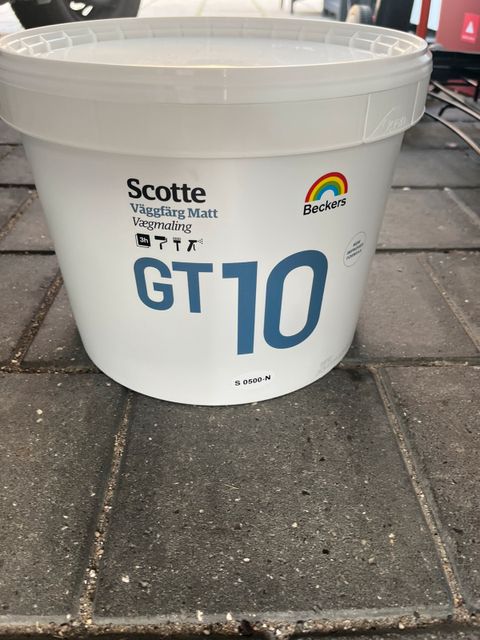 Scotte
Väggfärg Matt
Vægmaling
3h
Beckers
GT10
S 0500-N